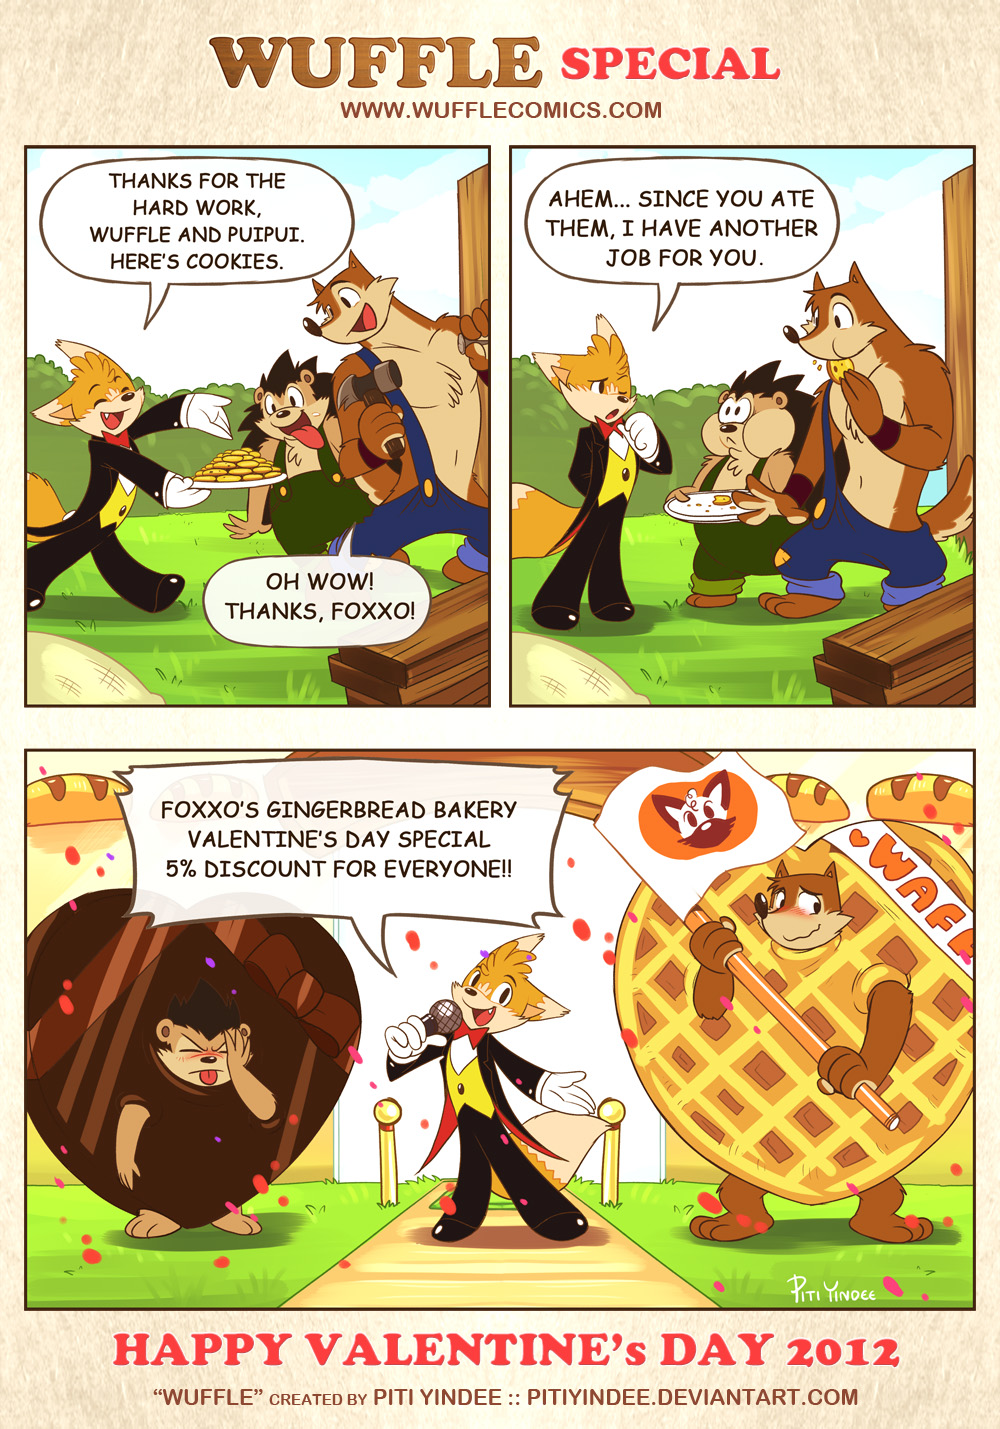 WUFFLE SPECIAL
WWW.WUFFLECOMICS.COM
THANKS FOR THE
HARD WORK,
WUFFLE AND PUIPUI.
HERE'S COOKIES.
OH WOW!
THANKS, FOXXO!
AHEM... SINCE YOU ATE
THEM, I HAVE ANOTHER
JOB FOR YOU.
FOXXO'S GINGERBREAD BAKERY
VALENTINE'S DAY SPECIAL
5% DISCOUNT FOR EVERYONE!!
WAF
PITI YINDEE
HAPPY VALENTINE's DAY 2012
“WUFFLE” CREATED BY PITI YINDEE :: PITIYINDEE.DEVIANTART.COM